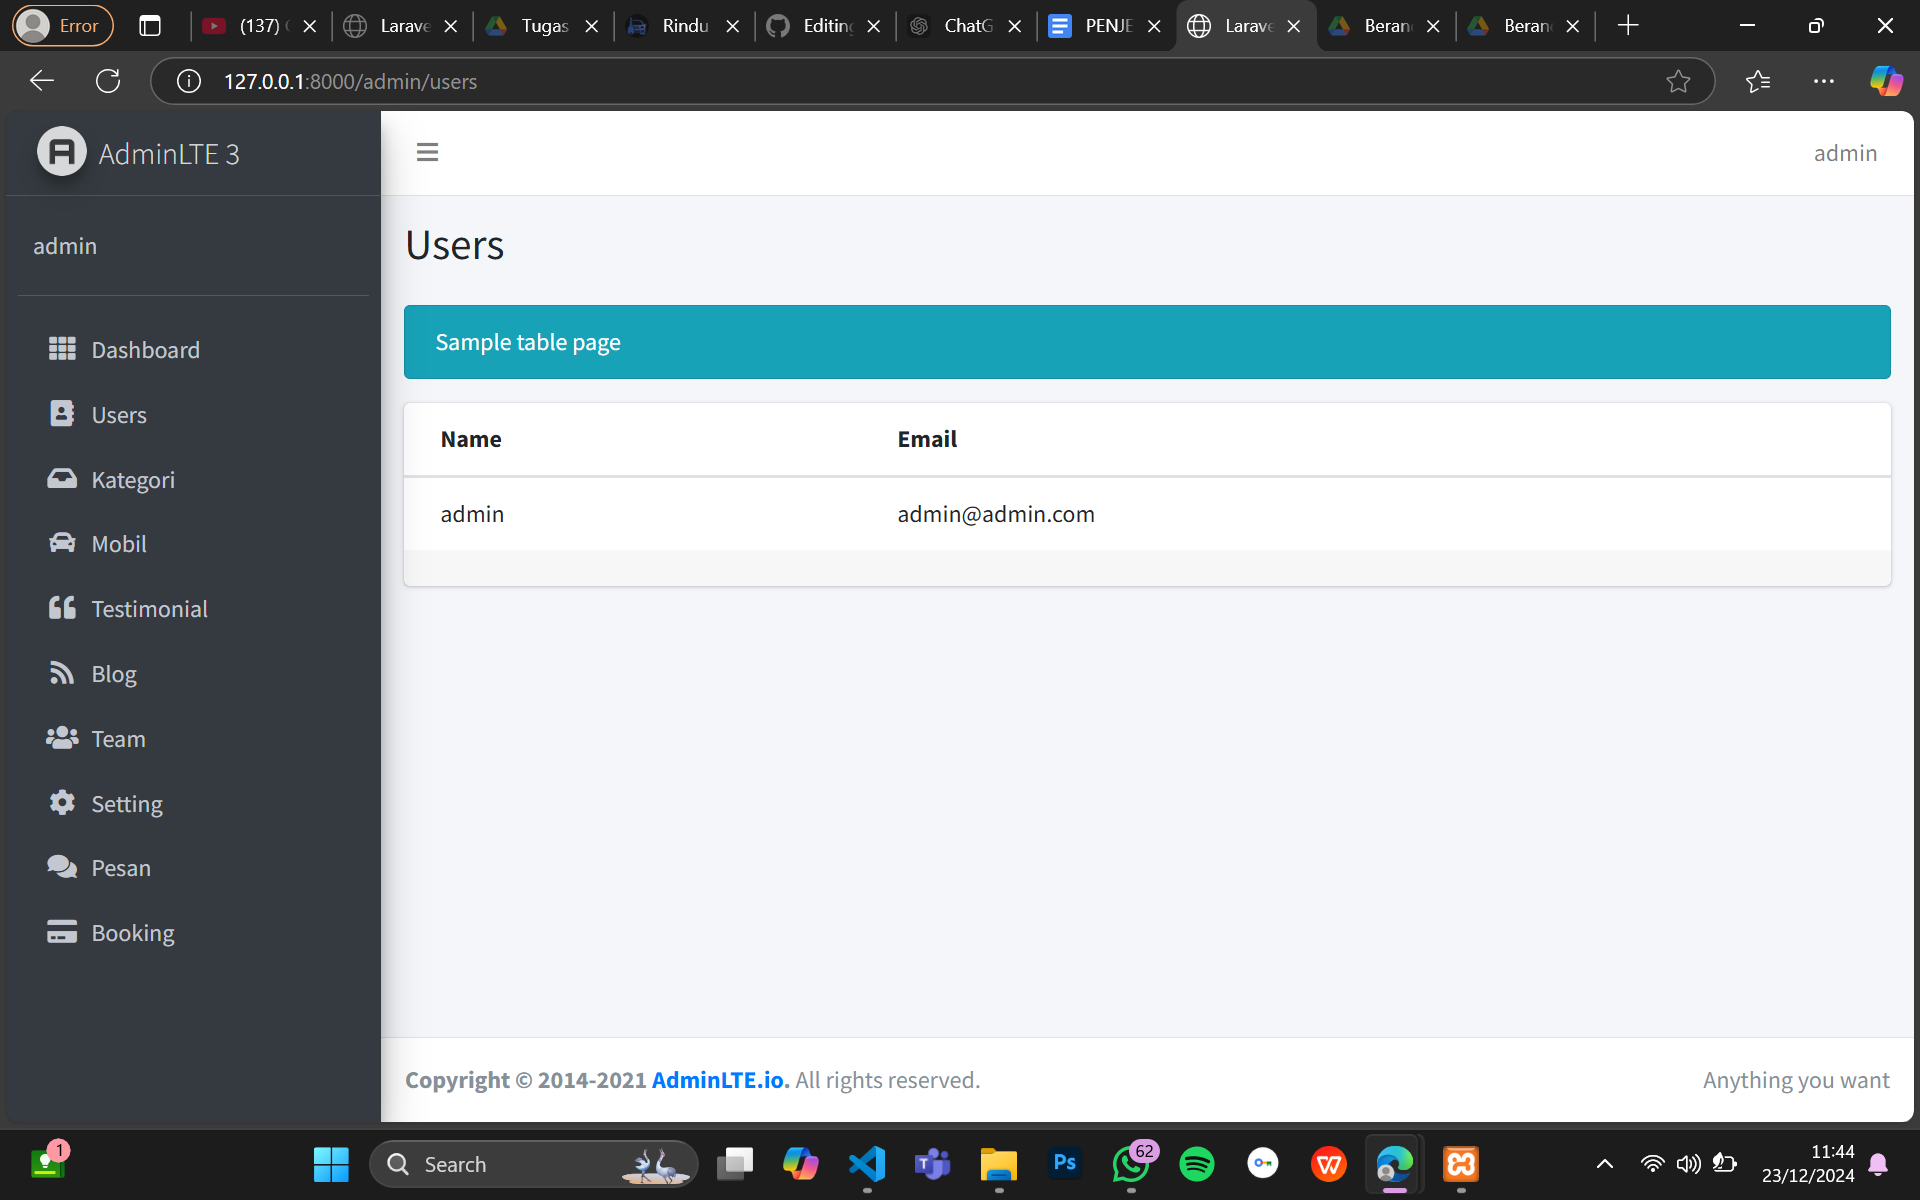 Error
(137)
Larave
Tugas
Rindu
Editing
ChatG
PENJE
Larave
Beran
Beran
127.0.0.1:8000/admin/users
AdminLTE 3
admin
admin
Dashboard
Users
Kategori
Mobil
Testimonial
Blog
Team
Setting
Pesan
Booking
Users
Sample table page
Name Email
admin admin@admin.com
Copyright © 2014-2021 AdminLTE.io. All rights reserved.
Anything you want
1
Search
Ps
62
11:44
23/12/2024